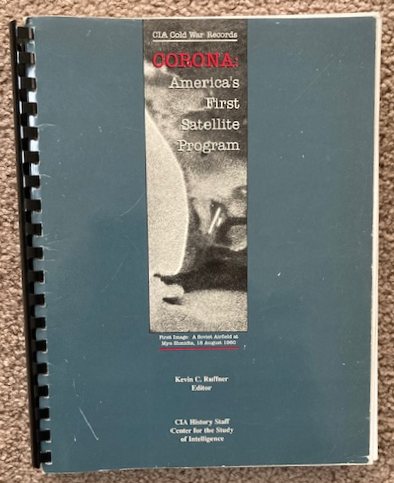 CIA Cold War Records
CORONA:
America's
First
Satellite
Program
First Image: A Soviet Airfield at
Mys Shmidta, 18 August 1960
Kevin C. Ruffner
Editor
CIA History Staff
Center for the Study
of Intelligence